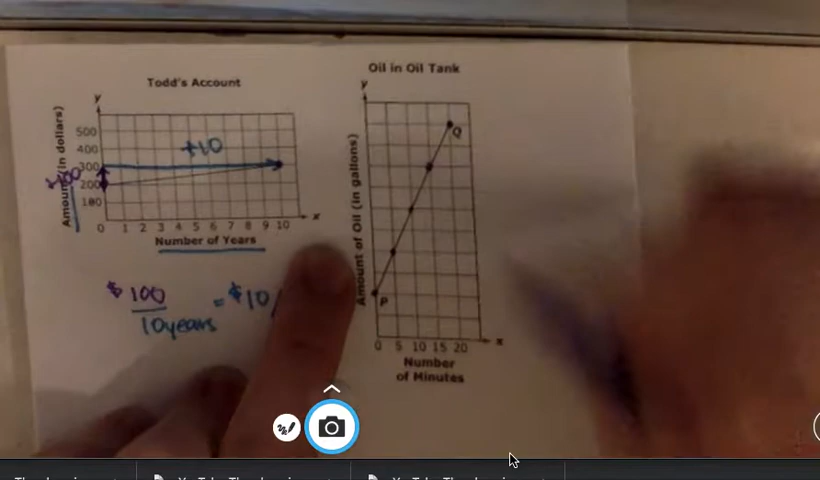 Todd's Account
y
Amount (in dollars)
500
400
300
200
100
0 1 2 3 4 5 6 7 8 9 10
x
Number of Years
+10
+100
$100
10years
= $10/
Oil in Oil Tank
y
Amount of Oil (in gallons)
Q
P
0 5 10 15 20
x
Number
of Minutes